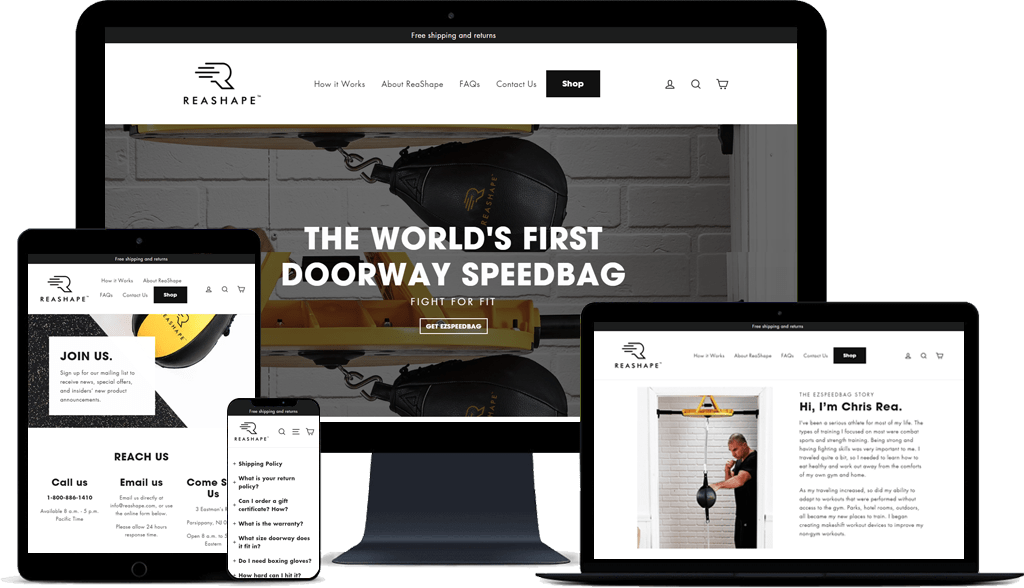 Free shipping and returns
REASHAPE™
How it Works
About ReaShape
FAQs
Contact Us
Shop
REASHAPE
THE WORLD'S FIRST
DOORWAY SPEEDBAG
FIGHT FOR FIT
GET EZSPEEDBAG
Free shipping and returns
REASHAPE™
How it Works
About ReaShape
FAQs
Contact Us
Shop
REASHAPE
JOIN US.
Sign up for our mailing list to
receive news, special offers,
and insiders' new product
announcements.
REACH US
Call us
1-800-886-1410
Available 8 a.m. - 5 p.m.
Pacific Time
Email us
Email us directly at
info@reashape.com, or use
the online form below.
Please allow 24 hours
response time.
Come S
Us
3 Eastman's R
Parsippany, NJ 0
Open 8 a.m. to 5
Eastern
Free shipping and returns
REASHAPE™
+ Shipping Policy
+ What is your return
policy?
+ Can I order a gift
certificate? How?
+ What is the warranty?
+ What size doorway does
it fit in?
+ Do I need boxing gloves?
+ How hard can I hit it?
Free shipping and returns
REASHAPE™
How it Works
About ReaShape
FAQs
Contact Us
Shop
THE EZSPEEDBAG STORY
Hi, I'm Chris Rea.
I've been a serious athlete for most of my life. The
types of training I focused on most were combat
sports and strength training. Being strong and
having fighting skills was very important to me. I
traveled quite a bit, so I needed to learn how to
eat healthy and work out away from the comforts
of my own gym and home.
As my traveling increased, so did my ability to
adapt to workouts that were performed without
access to the gym. Parks, hotel rooms, outdoors,
all became my new places to train. I began
creating makeshift workout devices to improve my
non-gym workouts.